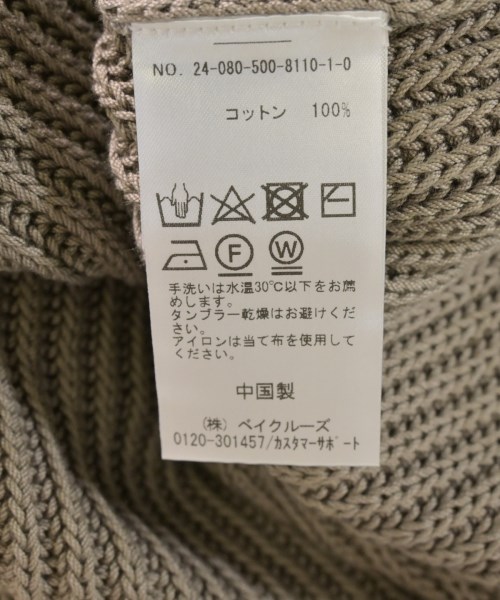 NO. 24-080-500-8110-1-0
コットン 100%
F W
手洗いは水温30℃以下をお薦
めします。
タンブラー乾燥はお避けくださ
い。
アイロンは当て布を使用して
ください。
中国製
(株) ベイクルーズ
0120-301457/カスタマーサポート